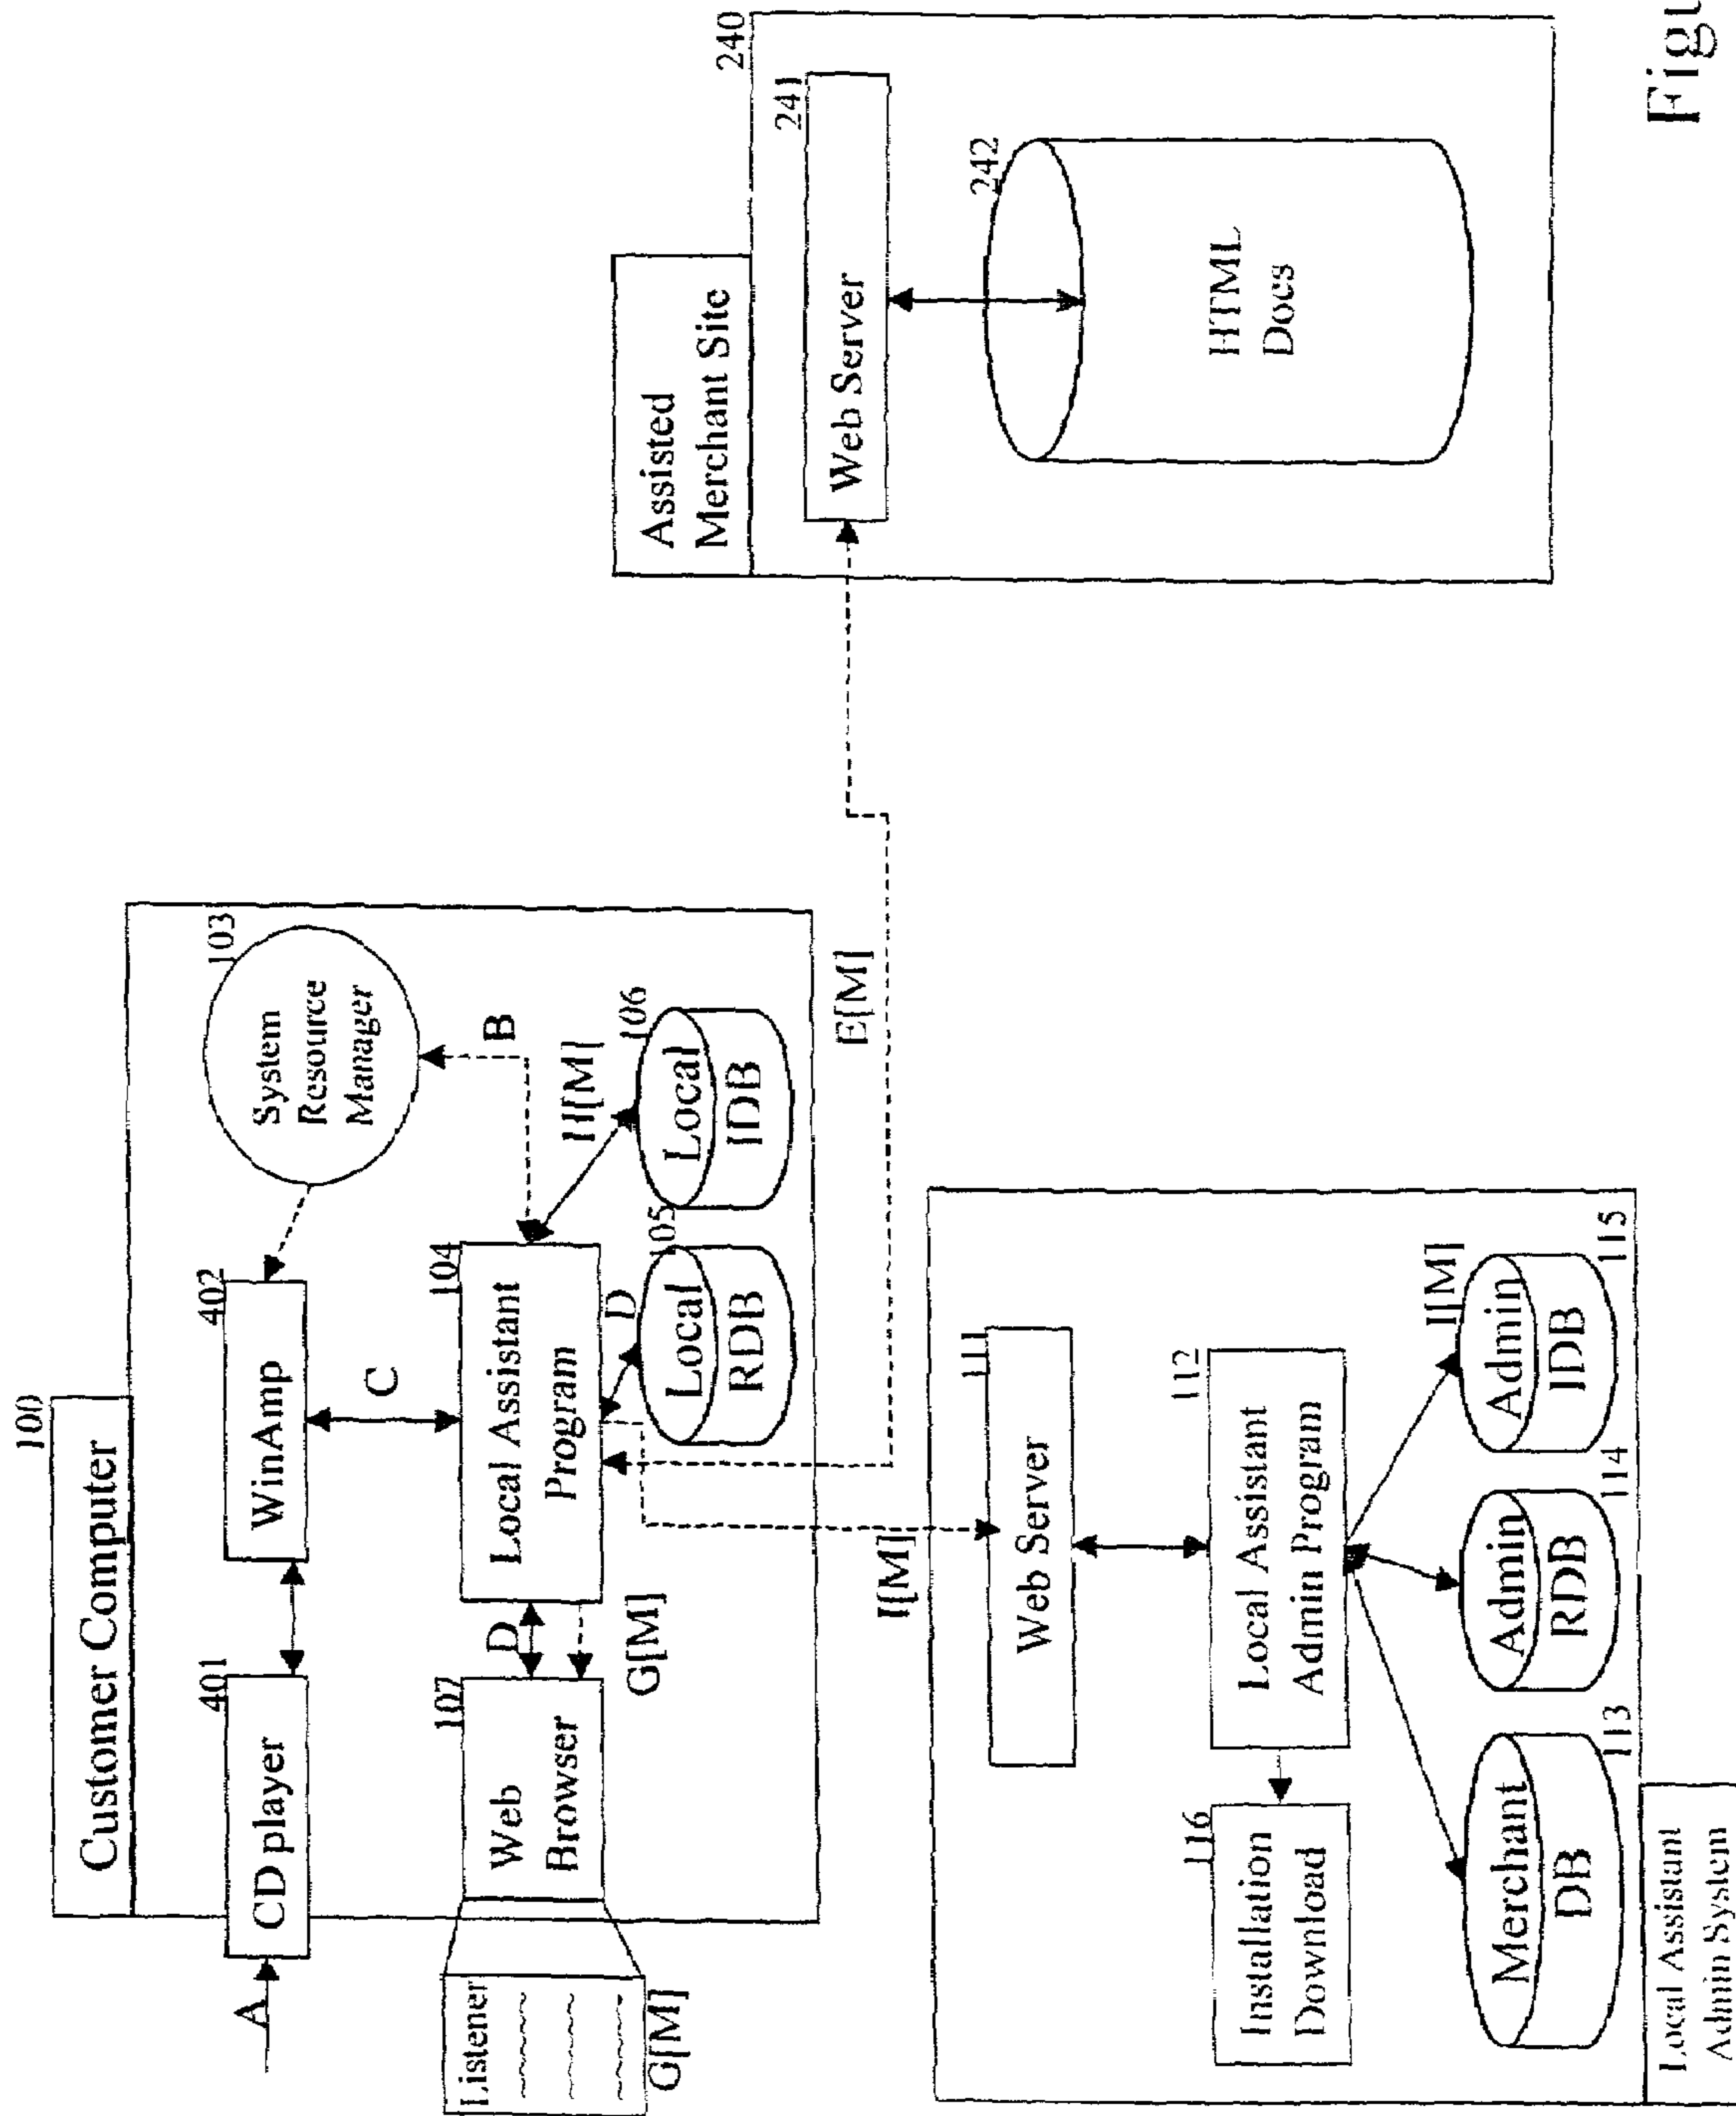 100
Customer Computer
A
401
CD player
402
WinAmp
103
System
Resource
Manager
C
B
Listener
G[M]
107
Web
Browser
D
G[M]
104
Local Assistant
Program
D
H[M]
105
Local
RDB
106
Local
IDB
E[M]
I[M]
111
Web Server
112
Local Assistant
Admin Program
116
Installation
Download
I[M]
Merchant
DB
113
Admin
RDB
114
Admin
IDB
115
Local Assistant
Admin System
Assisted
Merchant Site
240
241
Web Server
242
HTML
Docs
Figu